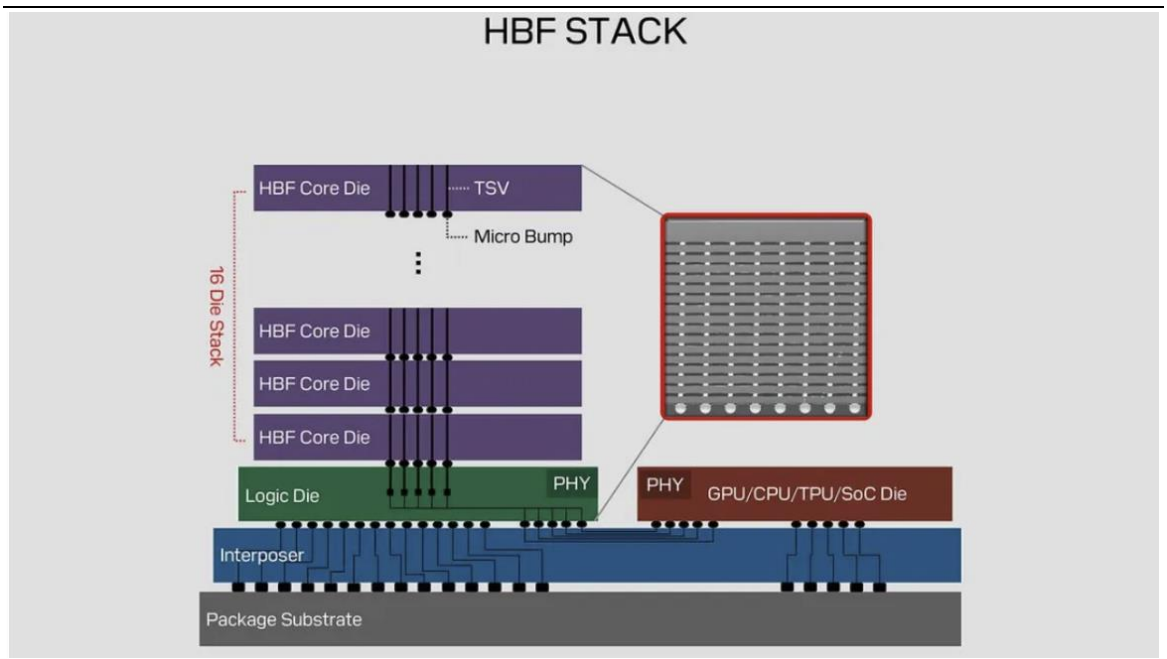 HBF STACK
HBF Core Die
TSV
Micro Bump
16 Die Stack
HBF Core Die
HBF Core Die
HBF Core Die
Logic Die
PHY
PHY
GPU/CPU/TPU/SoC Die
Interposer
Package Substrate